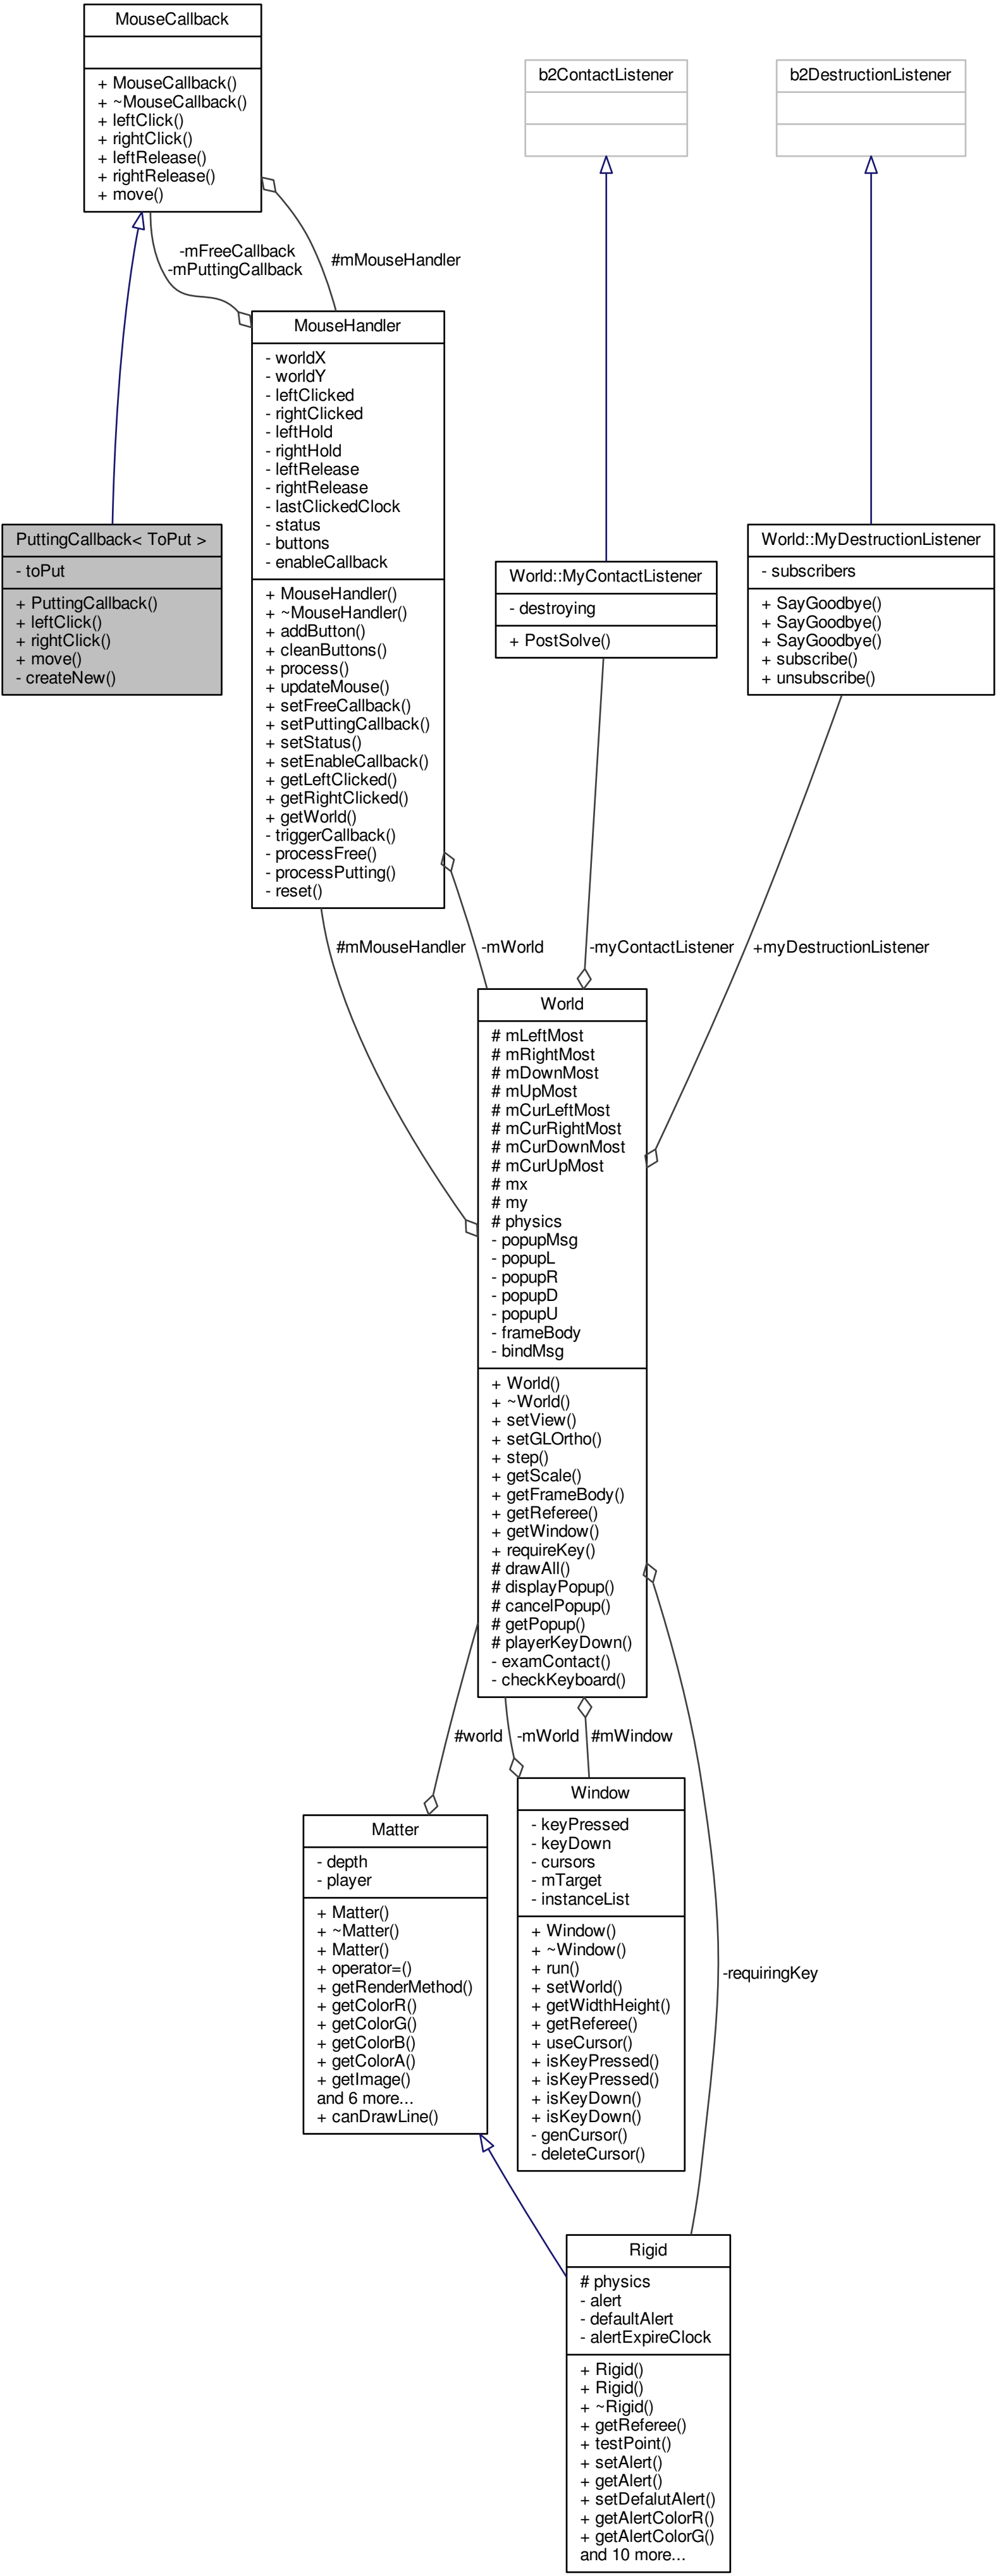 MouseCallback
+ MouseCallback()
+ ~MouseCallback()
+ leftClick()
+ rightClick()
+ leftRelease()
+ rightRelease()
+ move()
b2ContactListener
b2DestructionListener
-mFreeCallback
-mPuttingCallback
#mMouseHandler
MouseHandler
- worldX
- worldY
- leftClicked
- rightClicked
- leftHold
- rightHold
- leftRelease
- rightRelease
- lastClickedClock
- status
- buttons
- enableCallback
+ MouseHandler()
+ ~MouseHandler()
+ addButton()
+ cleanButtons()
+ process()
+ updateMouse()
+ setFreeCallback()
+ setPuttingCallback()
+ setStatus()
+ setEnableCallback()
+ getLeftClicked()
+ getRightClicked()
+ getWorld()
- triggerCallback()
- processFree()
- processPutting()
- reset()
PuttingCallback< ToPut >
- toPut
+ PuttingCallback()
+ leftClick()
+ rightClick()
+ move()
- createNew()
World::MyContactListener
- destroying
+ PostSolve()
World::MyDestructionListener
- subscribers
+ SayGoodbye()
+ SayGoodbye()
+ SayGoodbye()
+ subscribe()
+ unsubscribe()
#mMouseHandler
-mWorld
-myContactListener
+myDestructionListener
World
# mLeftMost
# mRightMost
# mDownMost
# mUpMost
# mCurLeftMost
# mCurRightMost
# mCurDownMost
# mCurUpMost
# mx
# my
# physics
- popupMsg
- popupL
- popupR
- popupD
- popupU
- frameBody
- bindMsg
+ World()
+ ~World()
+ setView()
+ setGLOrtho()
+ step()
+ getScale()
+ getFrameBody()
+ getReferee()
+ getWindow()
+ requireKey()
# drawAll()
# displayPopup()
# cancelPopup()
# getPopup()
# playerKeyDown()
- examContact()
- checkKeyboard()
#world
-mWorld
#mWindow
Matter
- depth
- player
+ Matter()
+ ~Matter()
+ Matter()
+ operator=()
+ getRenderMethod()
+ getColorR()
+ getColorG()
+ getColorB()
+ getColorA()
+ getImage()
and 6 more...
+ canDrawLine()
Window
- keyPressed
- keyDown
- cursors
- mTarget
- instanceList
+ Window()
+ ~Window()
+ run()
+ setWorld()
+ getWidthHeight()
+ getReferee()
+ useCursor()
+ isKeyPressed()
+ isKeyPressed()
+ isKeyDown()
+ isKeyDown()
- genCursor()
- deleteCursor()
-requiringKey
Rigid
# physics
- alert
- defaultAlert
- alertExpireClock
+ Rigid()
+ Rigid()
+ ~Rigid()
+ getReferee()
+ testPoint()
+ setAlert()
+ getAlert()
+ setDefalutAlert()
+ getAlertColorR()
+ getAlertColorG()
and 10 more...